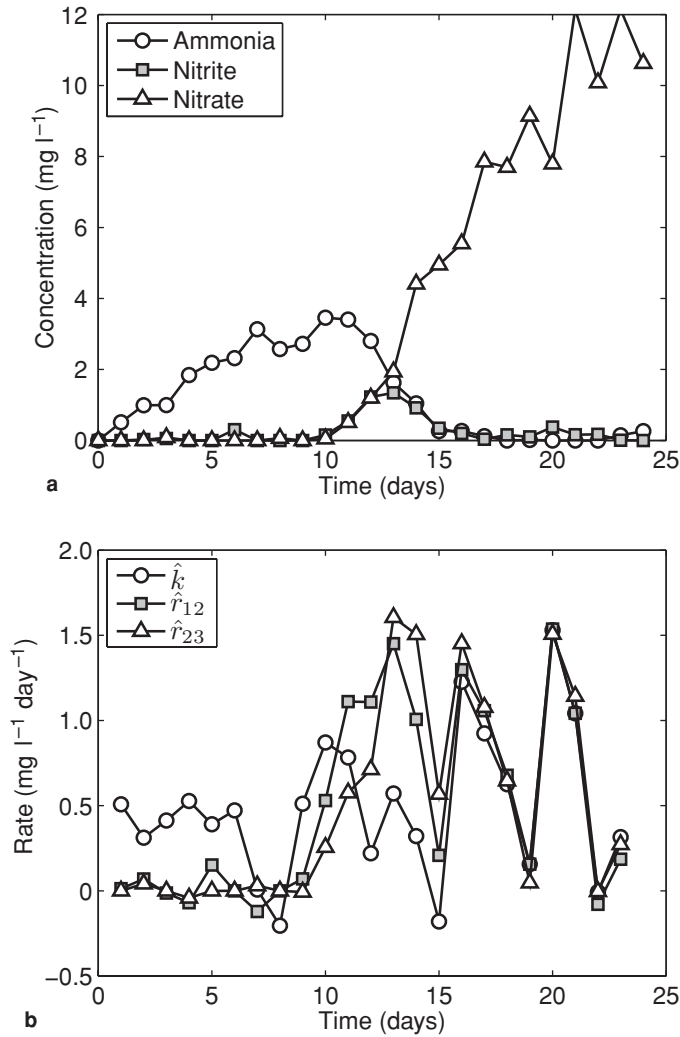 12
10
8
6
4
2
0
Concentration (mg l⁻¹)
Ammonia
Nitrite
Nitrate
0 5 10 15 20 25
Time (days)
a
2.0
1.5
1.0
0.5
0
−0.5
Rate (mg l⁻¹ day⁻¹)
k̂
r̂₁₂
r̂₂₃
0 5 10 15 20 25
Time (days)
b